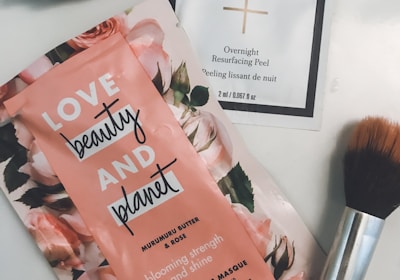 Overnight
Resurfacing Peel
Peeling lissant de nuit
2 ml / 0.067 fl oz
LOVE
beauty
AND
planet
MURUMURU BUTTER
& ROSE
blooming strength
and shine
MASQUE